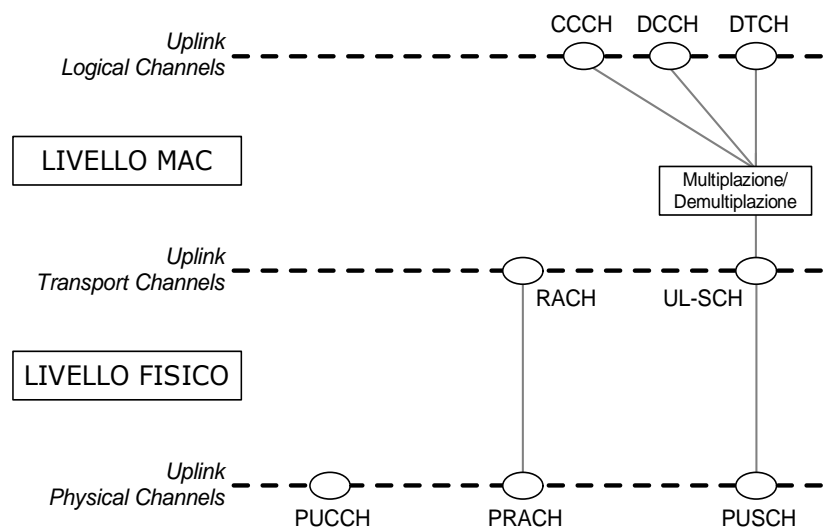 CCCH DCCH DTCH
Uplink
Logical Channels
LIVELLO MAC
Multiplazione/
Demultiplazione
Uplink
Transport Channels
RACH UL-SCH
LIVELLO FISICO
Uplink
Physical Channels
PUCCH PRACH PUSCH